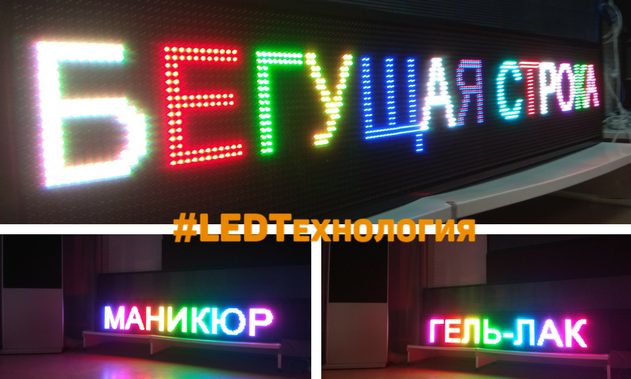 БЕГУЩАЯ СТРОКА
#LEDТехнология
МАНИКЮР
ГЕЛЬ-ЛАК